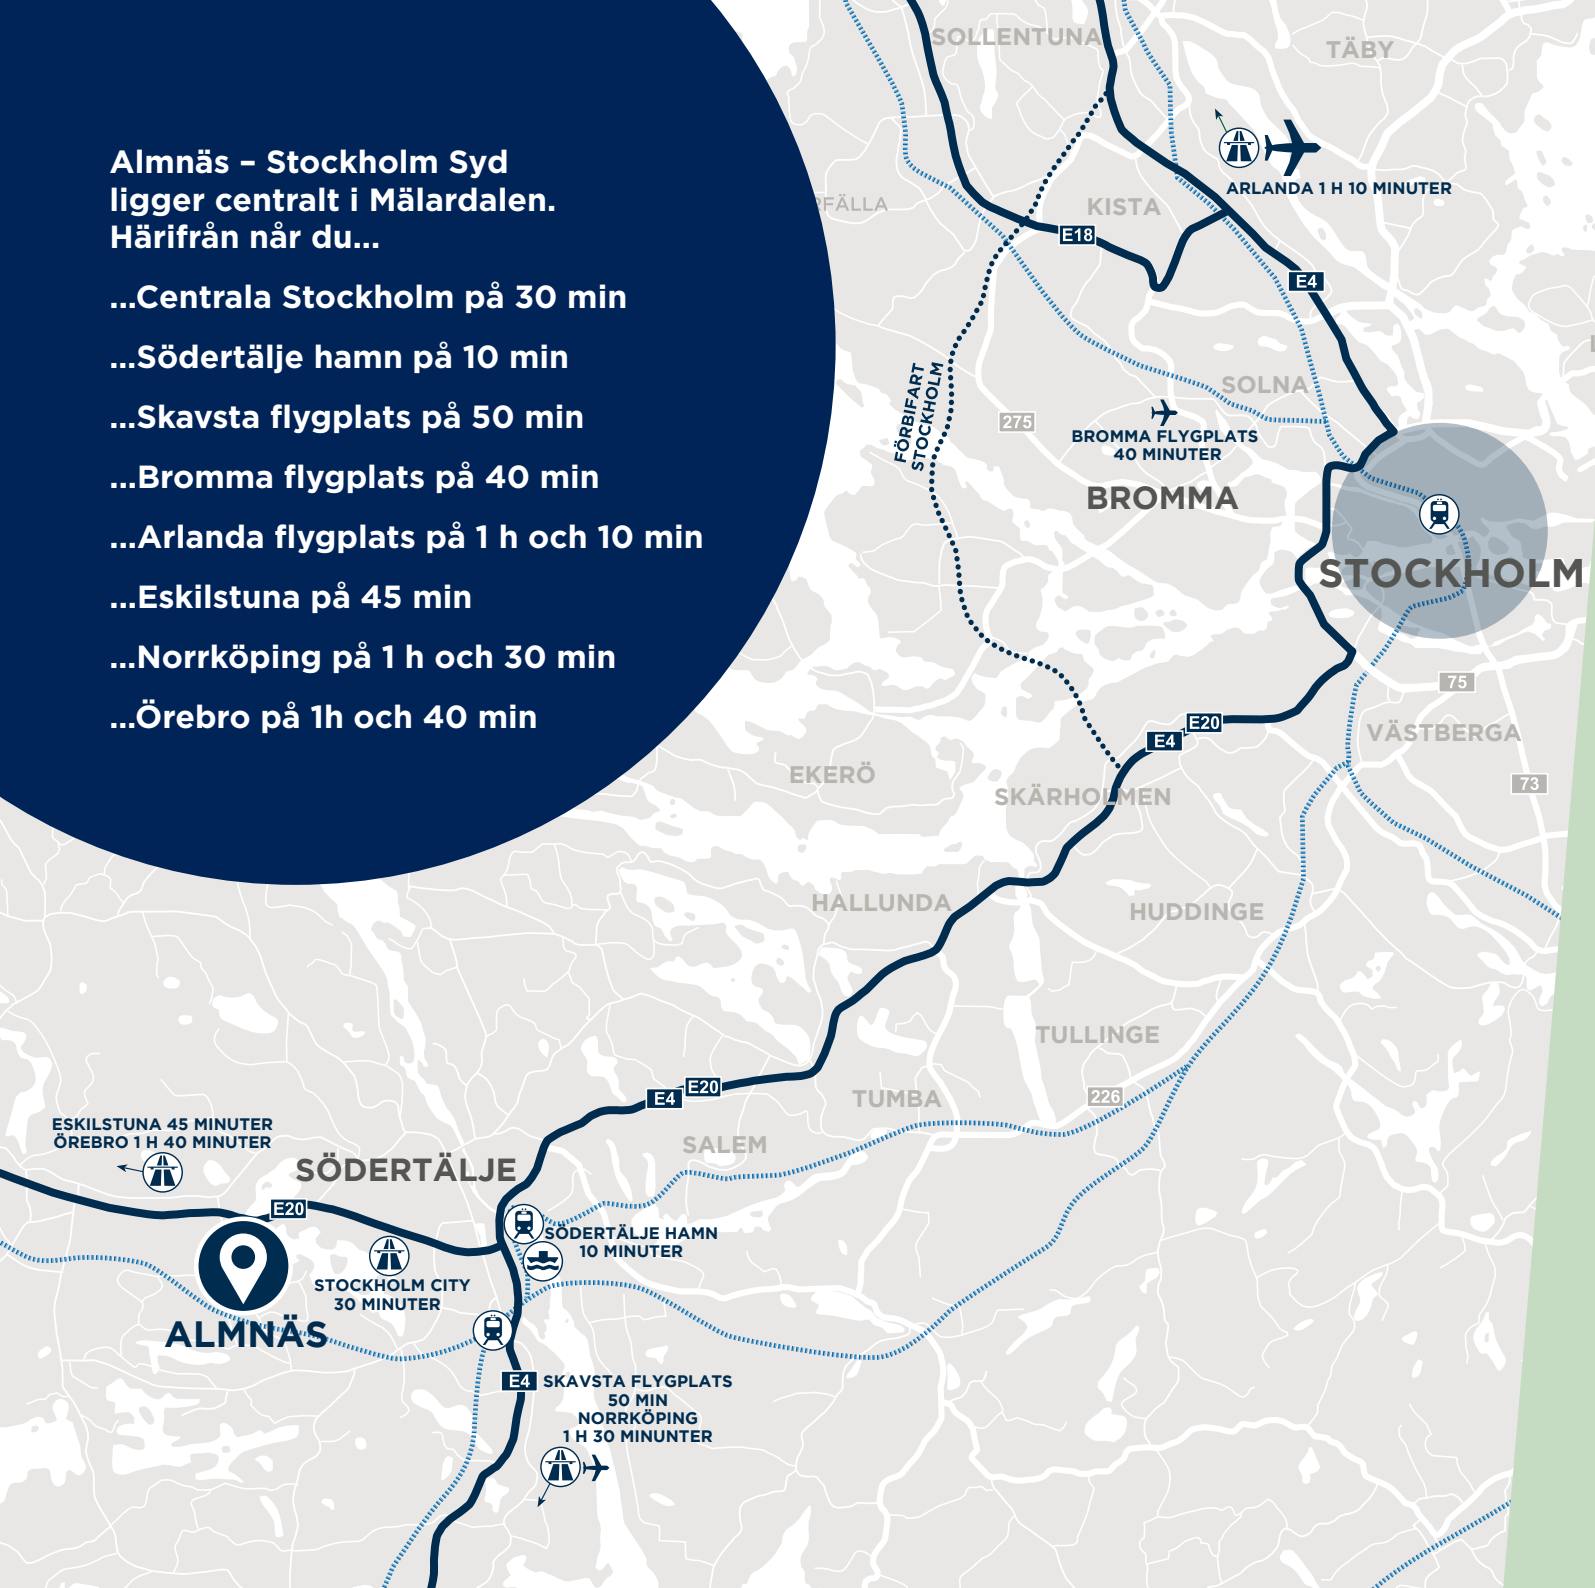 Almnäs – Stockholm Syd
ligger centralt i Mälardalen.
Härifrån når du...
...Centrala Stockholm på 30 min
...Södertälje hamn på 10 min
...Skavsta flygplats på 50 min
...Bromma flygplats på 40 min
...Arlanda flygplats på 1 h och 10 min
...Eskilstuna på 45 min
...Norrköping på 1 h och 30 min
...Örebro på 1h och 40 min
SOLLENTUNA
TÄBY
ARLANDA 1 H 10 MINUTER
RFÄLLA
KISTA
E18
E4
SOLNA
FÖRBIFART
STOCKHOLM
275
BROMMA FLYGPLATS
40 MINUTER
BROMMA
STOCKHOLM
75
E20
E4
VÄSTBERGA
EKERÖ
73
SKÄRHOLMEN
HALLUNDA
HUDDINGE
TULLINGE
E20
E4
TUMBA
226
SALEM
ESKILSTUNA 45 MINUTER
ÖREBRO 1 H 40 MINUTER
SÖDERTÄLJE
E20
SÖDERTÄLJE HAMN
10 MINUTER
STOCKHOLM CITY
30 MINUTER
ALMNÄS
E4
SKAVSTA FLYGPLATS
50 MIN
NORRKÖPING
1 H 30 MINUNTER